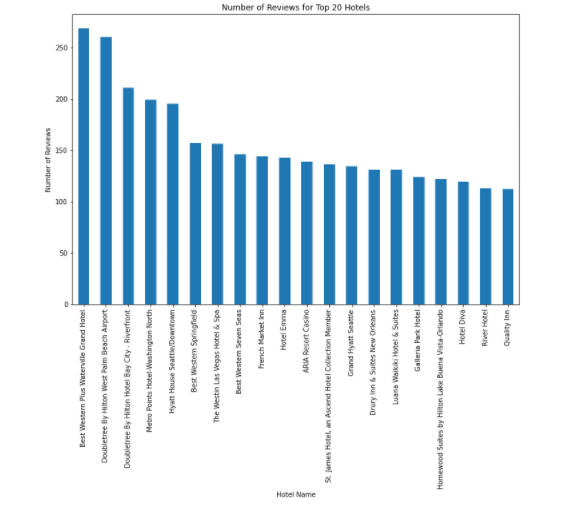 Number of Reviews for Top 20 Hotels
Number of Reviews
250
200
150
100
50
0
Best Western Plus Waterville Grand Hotel
Doubletree By Hilton West Palm Beach Airport
Doubletree By Hilton Hotel Bay City - Riverfront
Metro Points Hotel-Washington North
Hyatt House Seattle/Downtown
Best Western Springfield
The Westin Las Vegas Hotel & Spa
Best Western Seven Seas
French Market Inn
Hotel Emma
ARIA Resort Casino
St. James Hotel, an Ascend Hotel Collection Member
Grand Hyatt Seattle
Drury Inn & Suites New Orleans
Luana Waikiki Hotel & Suites
Galleria Park Hotel
Homewood Suites by Hilton Lake Buena Vista-Orlando
Hotel Diva
River Hotel
Quality Inn
Hotel Name